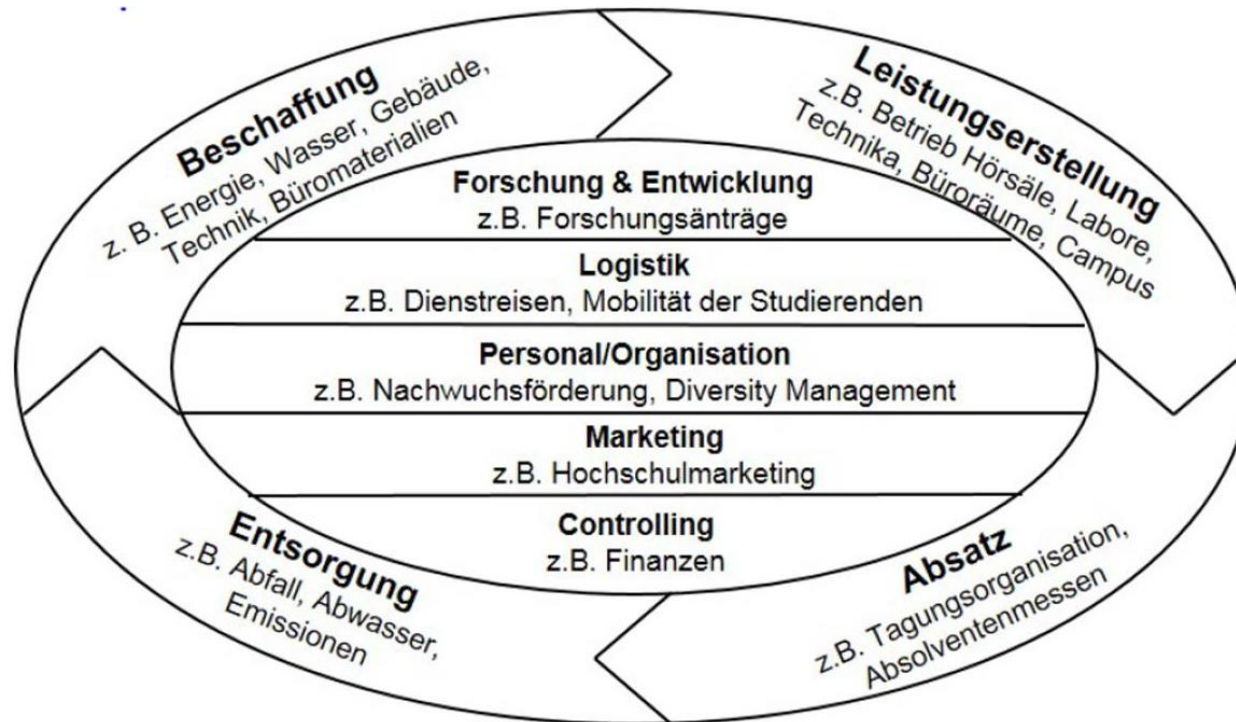 Beschaffung
z. B. Energie, Wasser, Gebäude,
Technik, Büromaterialien
Leistungserstellung
z.B. Betrieb Hörsäle, Labore,
Technika, Büroräume, Campus
Forschung & Entwicklung
z.B. Forschungsänträge
Logistik
z.B. Dienstreisen, Mobilität der Studierenden
Personal/Organisation
z.B. Nachwuchsförderung, Diversity Management
Marketing
z.B. Hochschulmarketing
Controlling
z.B. Finanzen
Entsorgung
z.B. Abfall, Abwasser,
Emissionen
Absatz
z.B. Tagungsorganisation,
Absolventenmessen